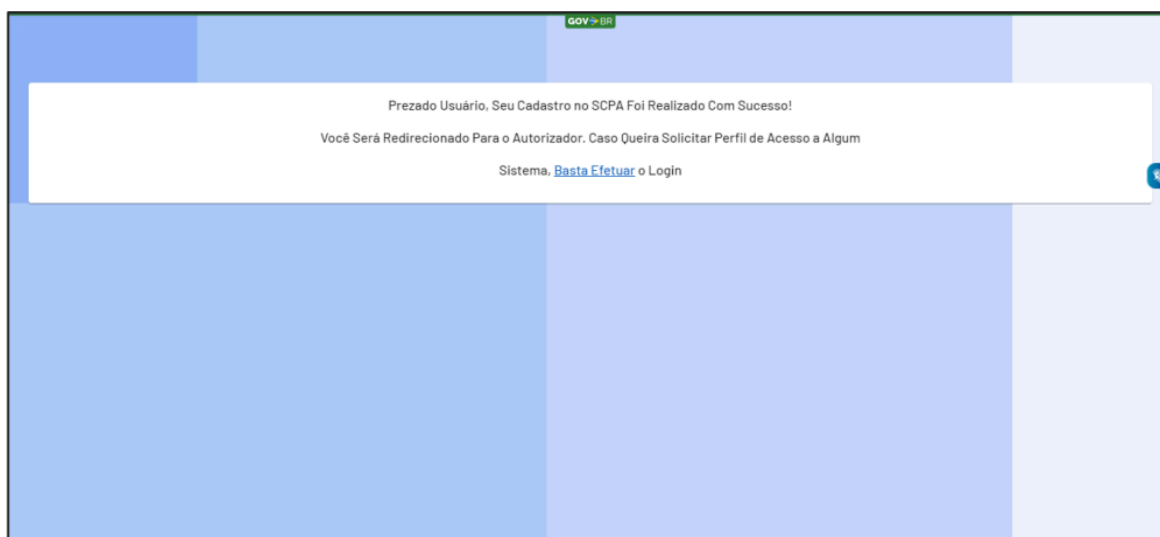 GOV BR
Prezado Usuário, Seu Cadastro no SCPA Foi Realizado Com Sucesso!
Você Será Redirecionado Para o Autorizador. Caso Queira Solicitar Perfil de Acesso a Algum
Sistema, Basta Efetuar o Login